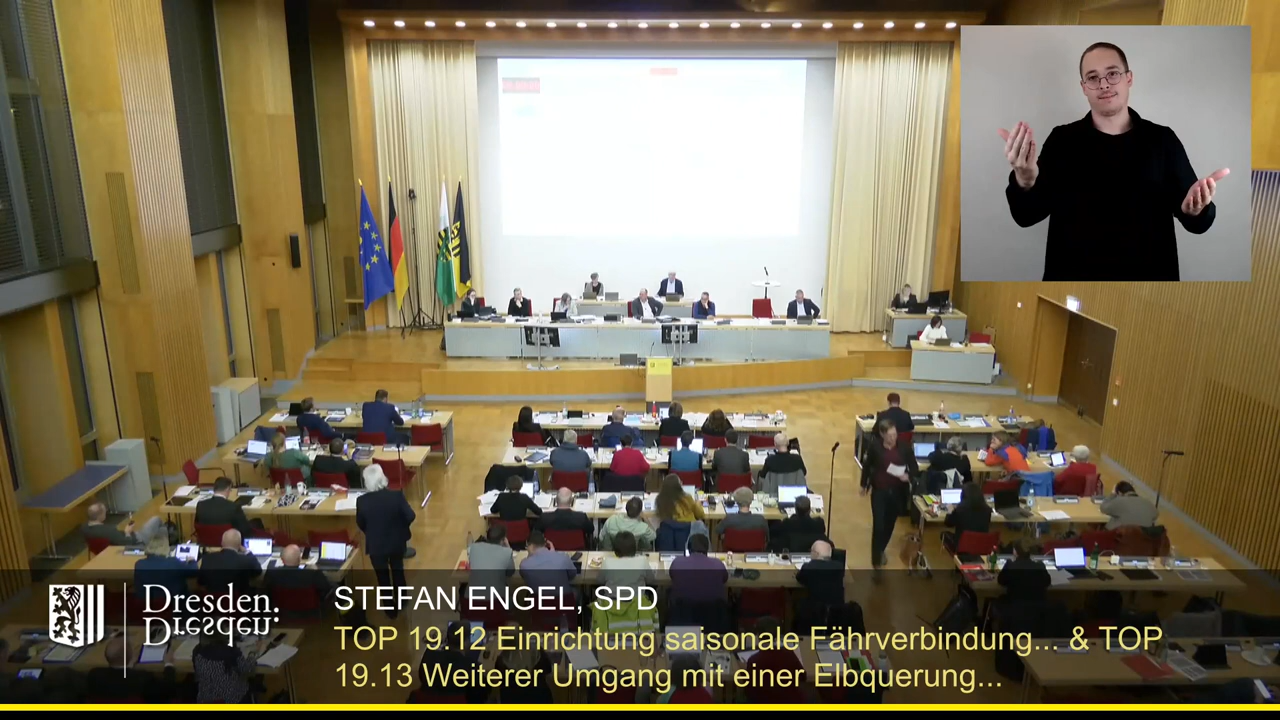 Dresden.
Dresden.
STEFAN ENGEL, SPD
TOP 19.12 Einrichtung saisonale Fährverbindung... & TOP
19.13 Weiterer Umgang mit einer Elbquerung...